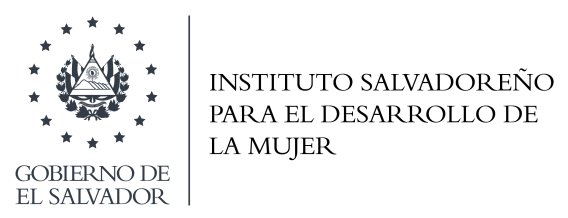 GOBIERNO DE
EL SALVADOR
INSTITUTO SALVADOREÑO
PARA EL DESARROLLO DE
LA MUJER